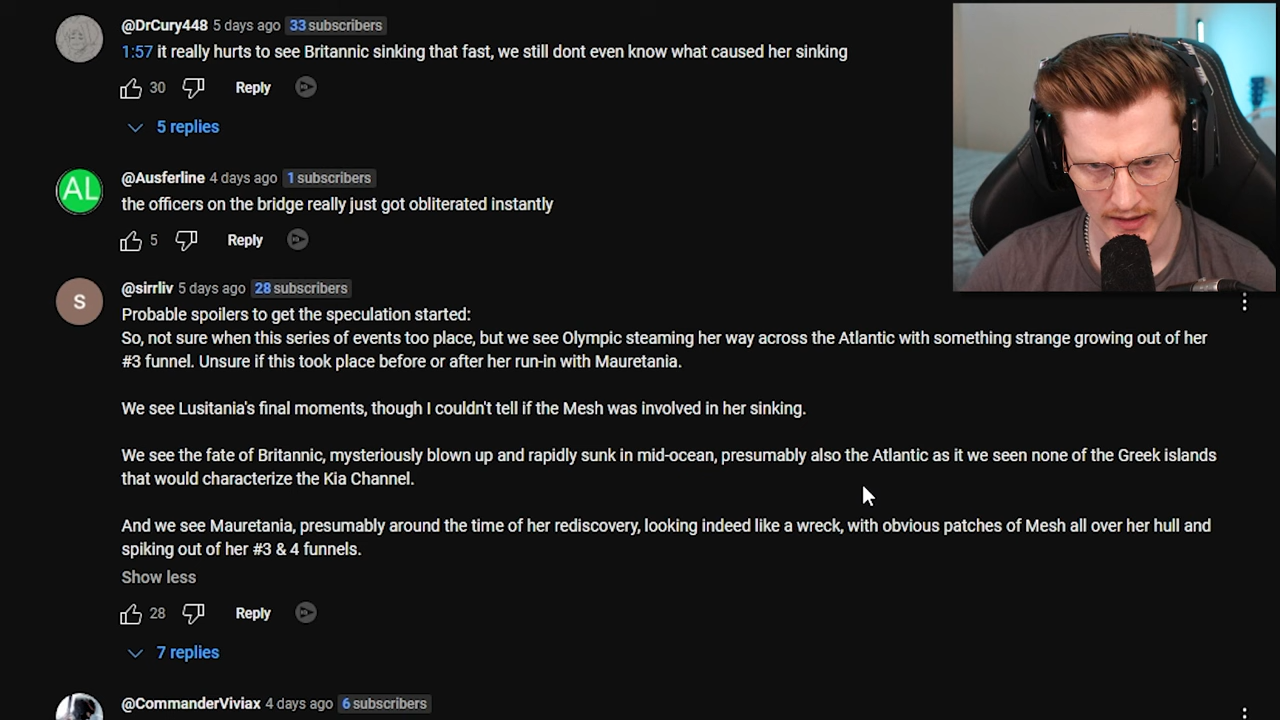 @DrCury448 5 days ago 33 subscribers
1:57 it really hurts to see Britannic sinking that fast, we still dont even know what caused her sinking
30 Reply
5 replies
AL
@Ausferline 4 days ago 1 subscribers
the officers on the bridge really just got obliterated instantly
5 Reply
S
@sirrliv 5 days ago 28 subscribers
Probable spoilers to get the speculation started:
So, not sure when this series of events too place, but we see Olympic steaming her way across the Atlantic with something strange growing out of her
#3 funnel. Unsure if this took place before or after her run-in with Mauretania.
We see Lusitania's final moments, though I couldn't tell if the Mesh was involved in her sinking.
We see the fate of Britannic, mysteriously blown up and rapidly sunk in mid-ocean, presumably also the Atlantic as it we seen none of the Greek islands
that would characterize the Kia Channel.
And we see Mauretania, presumably around the time of her rediscovery, looking indeed like a wreck, with obvious patches of Mesh all over her hull and
spiking out of her #3 & 4 funnels.
Show less
28 Reply
7 replies
@CommanderViviax 4 days ago 6 subscribers